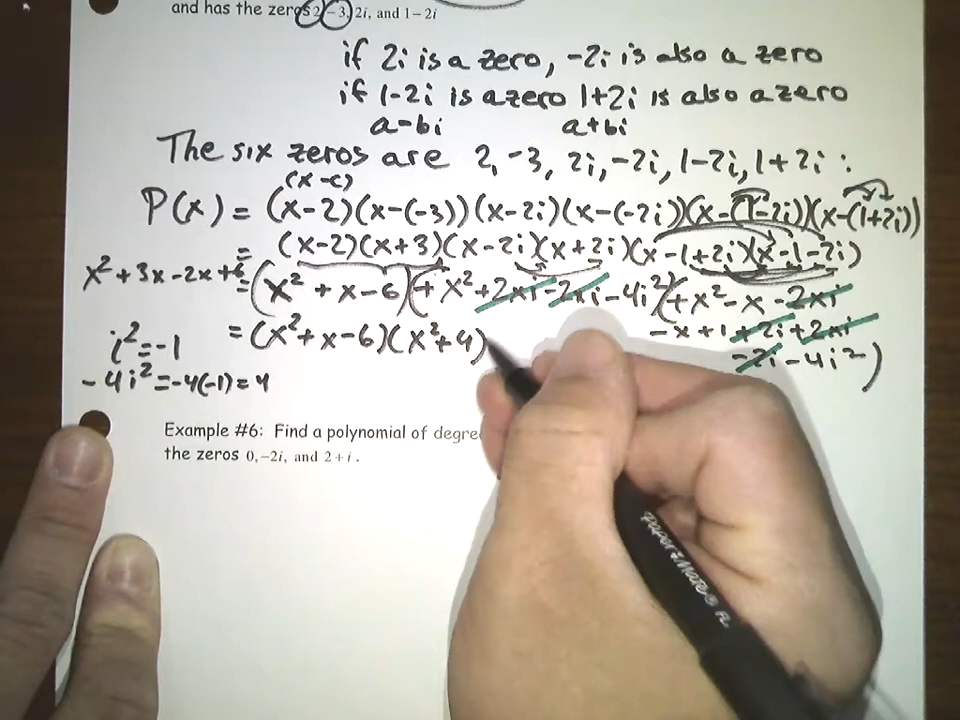 and has the zeros 2, -3, 2i, and 1 - 2i
if 2i is a zero, -2i is also a zero
if 1-2i is a zero 1+2i is also a zero
a-bi a+bi
The six zeros are 2, -3, 2i, -2i, 1-2i, 1+2i :
(x-c)
P(x) = (x-2)(x-(-3))(x-2i)(x-(-2i))(x-(1-2i))(x-(1+2i))
= (x-2)(x+3)(x-2i)(x+2i)(x-1+2i)(x-1-2i)
x²+3x-2x+6
=(x²+x-6)(+x²+2xi-2xi-4i²)(+x²-x-2xi
-x+1+2i+2xi
-2i-4i²)
= (x²+x-6)(x²+4)
i²=-1
-4i²=-4(-1)=4
Example #6: Find a polynomial of degre
the zeros 0, -2i, and 2 + i.
Paper:Mate